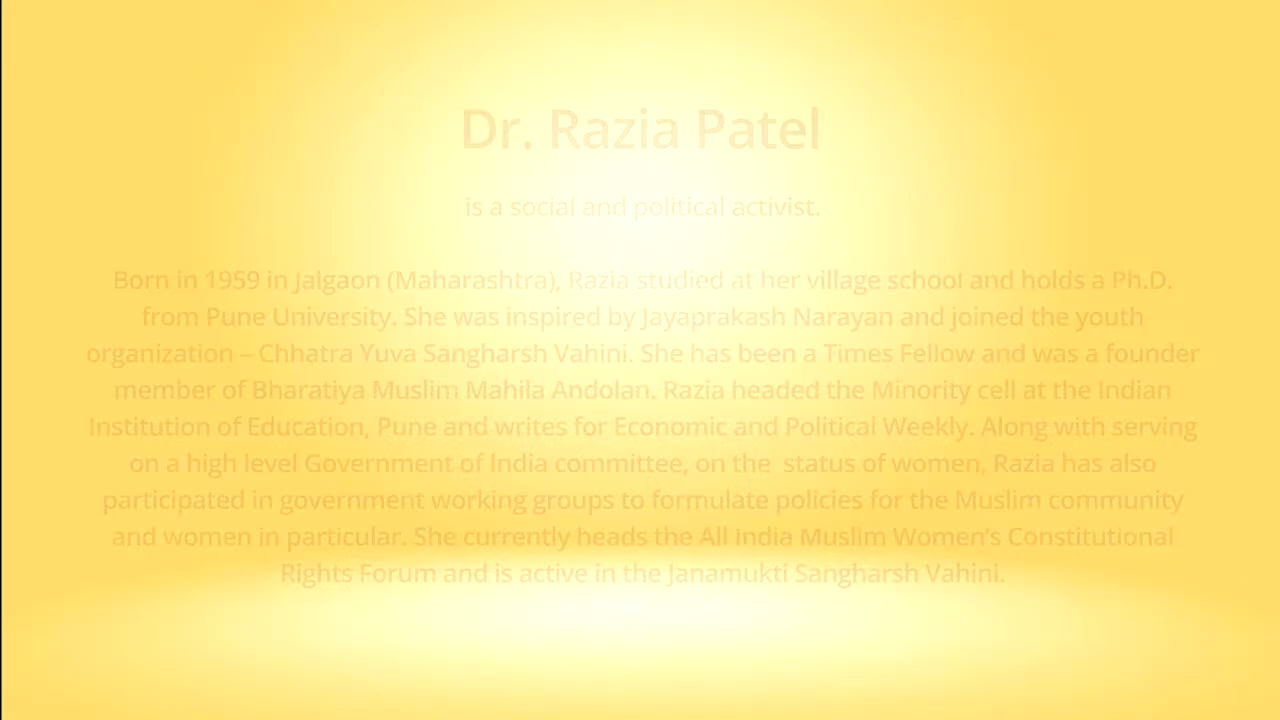 Dr. Razia Patel
is a social and political activist.
Born in 1959 in Jalgaon (Maharashtra), Razia studied at her village school and holds a Ph.D.
from Pune University. She was inspired by Jayaprakash Narayan and joined the youth
organization – Chhatra Yuva Sangharsh Vahini. She has been a Times Fellow and was a founder
member of Bharatiya Muslim Mahila Andolan. Razia headed the Minority cell at the Indian
Institution of Education, Pune and writes for Economic and Political Weekly. Along with serving
on a high level Government of India committee, on the  status of women, Razia has also
participated in government working groups to formulate policies for the Muslim community
and women in particular. She currently heads the All India Muslim Women's Constitutional
Rights Forum and is active in the Janamukti Sangharsh Vahini.